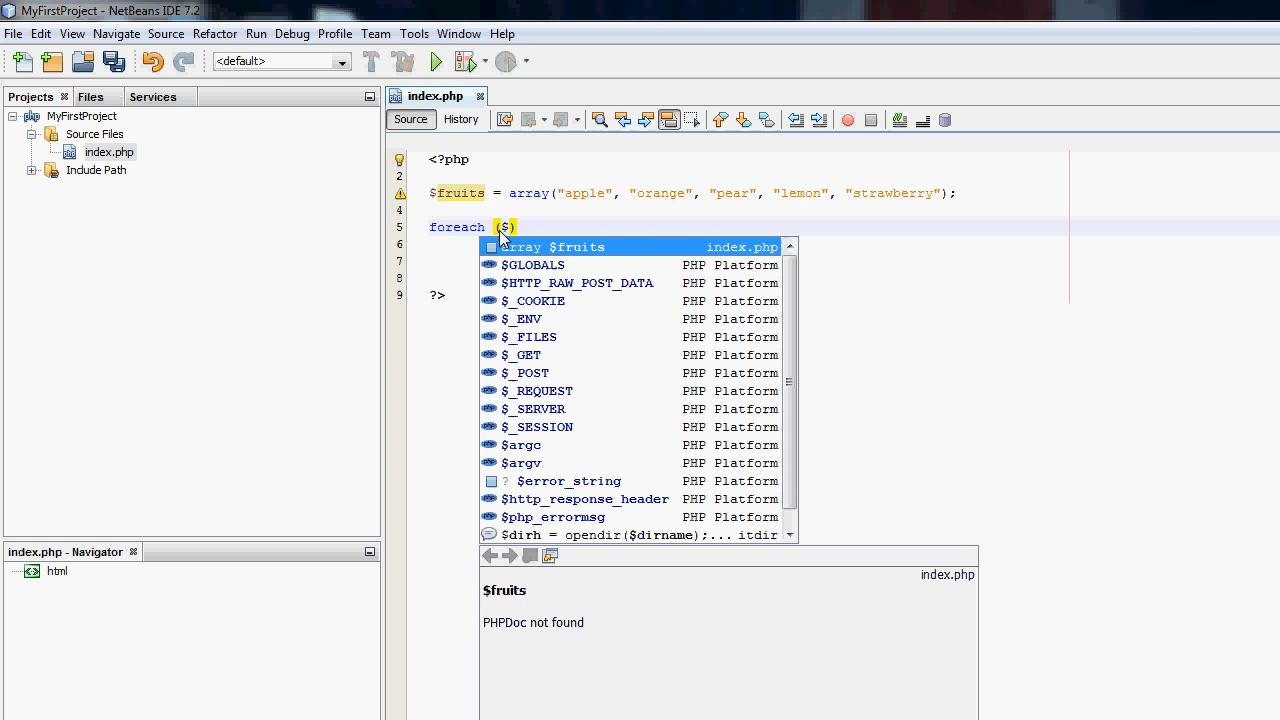 MyFirstProject - NetBeans IDE 7.2
File Edit View Navigate Source Refactor Run Debug Profile Team Tools Window Help
<default>
Projects Files Services
MyFirstProject
Source Files
index.php
Include Path
index.php
Source History
<?php
2
$fruits = array("apple", "orange", "pear", "lemon", "strawberry");
4
5 foreach ($)
6
7
8
9 ?>
array $fruits index.php
$GLOBALS PHP Platform
$HTTP_RAW_POST_DATA PHP Platform
$_COOKIE PHP Platform
$_ENV PHP Platform
$_FILES PHP Platform
$_GET PHP Platform
$_POST PHP Platform
$_REQUEST PHP Platform
$_SERVER PHP Platform
$_SESSION PHP Platform
$argc PHP Platform
$argv PHP Platform
? $error_string PHP Platform
$http_response_header PHP Platform
$php_errormsg PHP Platform
$dirh = opendir($dirname);... itdir
index.php
$fruits
PHPDoc not found
index.php - Navigator
html